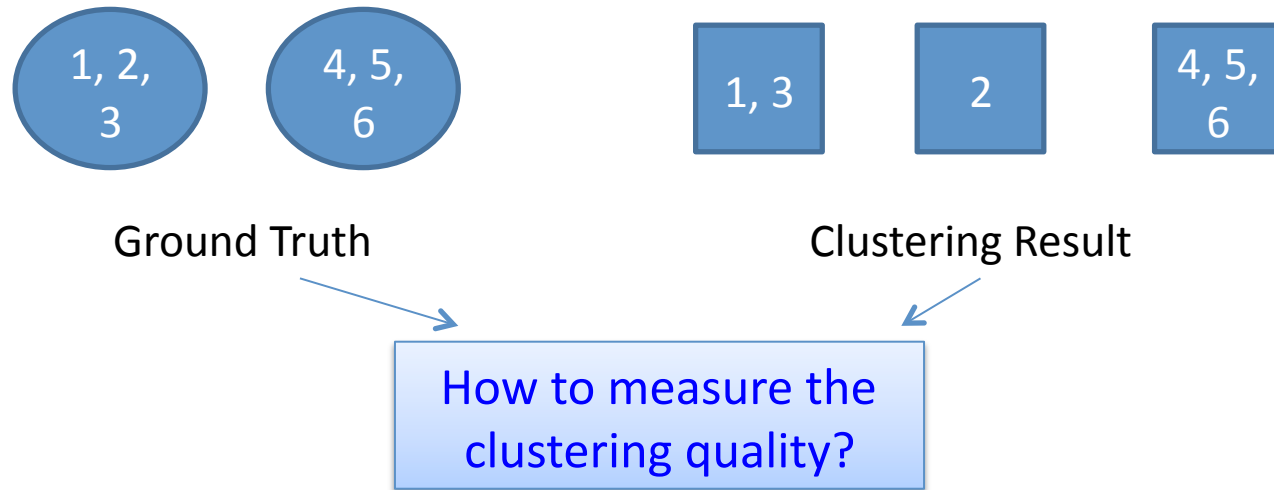 1, 2,
3
4, 5,
6
1, 3
2
4, 5,
6
Ground Truth
Clustering Result
How to measure the
clustering quality?